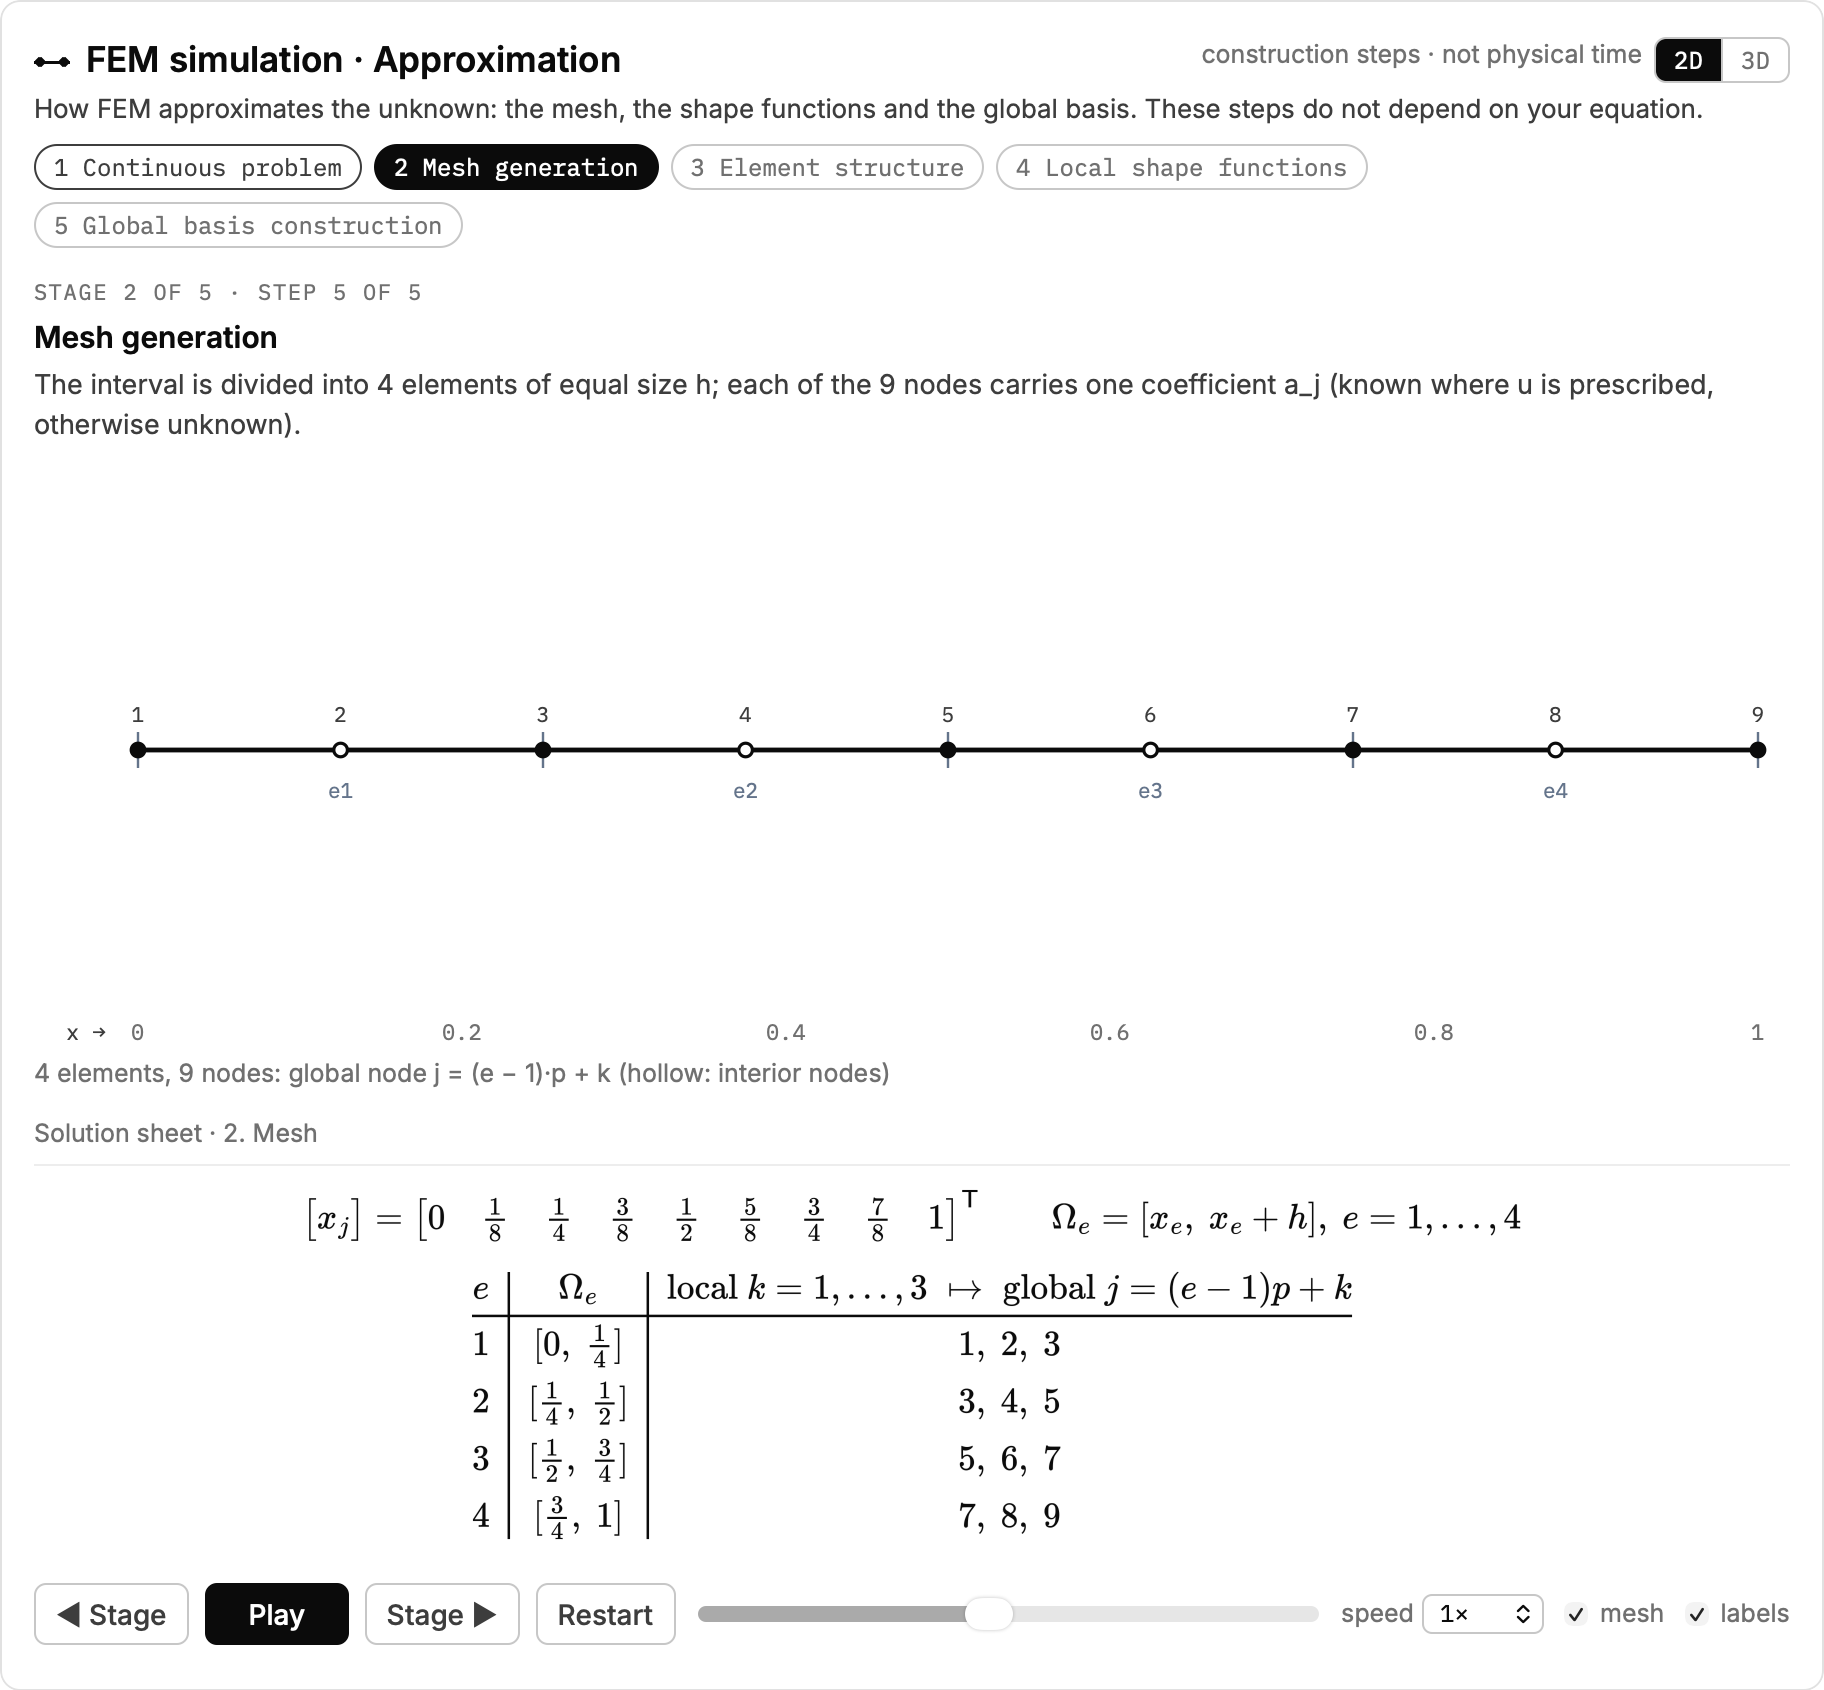 FEM simulation · Approximation
construction steps · not physical time 2D 3D
How FEM approximates the unknown: the mesh, the shape functions and the global basis. These steps do not depend on your equation.
1 Continuous problem 2 Mesh generation 3 Element structure 4 Local shape functions
5 Global basis construction
STAGE 2 OF 5 · STEP 5 OF 5
Mesh generation
The interval is divided into 4 elements of equal size h; each of the 9 nodes carries one coefficient a_j (known where u is prescribed,
otherwise unknown).
1 2 3 4 5 6 7 8 9
e1 e2 e3 e4
x → 0 0.2 0.4 0.6 0.8 1
4 elements, 9 nodes: global node j = (e − 1)·p + k (hollow: interior nodes)
Solution sheet · 2. Mesh
[x_j] = [0 1/8 1/4 3/8 1/2 5/8 3/4 7/8 1]^T Ω_e = [x_e, x_e + h], e = 1, . . . , 4
e Ω_e local k = 1, . . . , 3 ↦ global j = (e − 1)p + k
1 [0, 1/4] 1, 2, 3
2 [1/4, 1/2] 3, 4, 5
3 [1/2, 3/4] 5, 6, 7
4 [3/4, 1] 7, 8, 9
◀ Stage Play Stage ▶ Restart speed 1× ✓ mesh ✓ labels